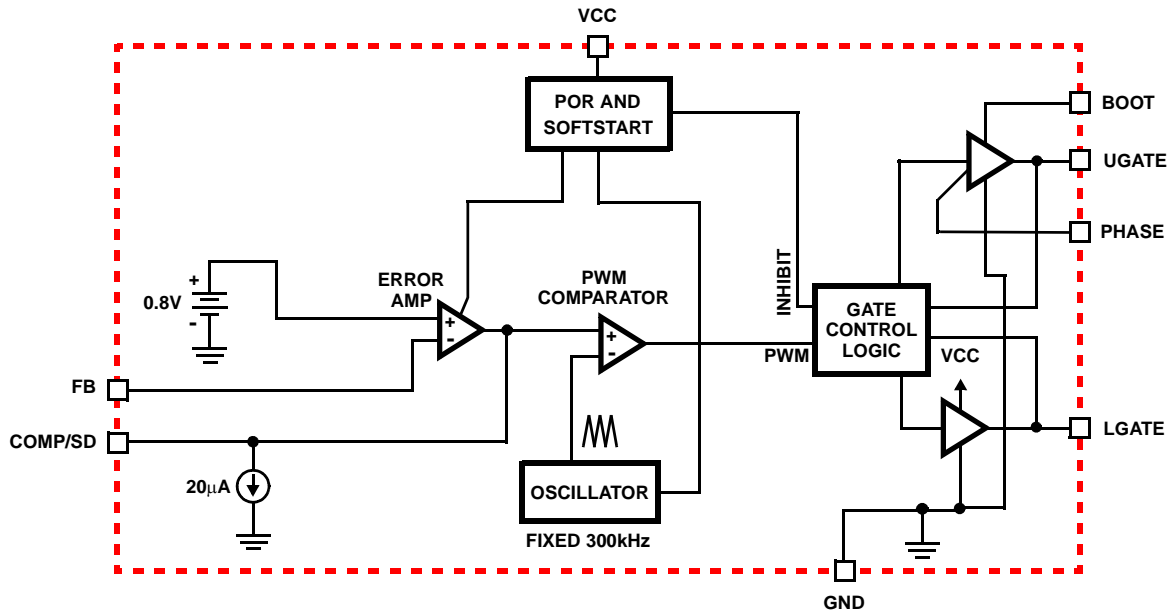 VCC
POR AND
SOFTSTART
BOOT
UGATE
PHASE
INHIBIT
+
0.8V
-
ERROR
AMP
+
-
PWM
COMPARATOR
+
-
PWM
GATE
CONTROL
LOGIC
VCC
FB
COMP/SD
LGATE
20μA
OSCILLATOR
FIXED 300kHz
GND